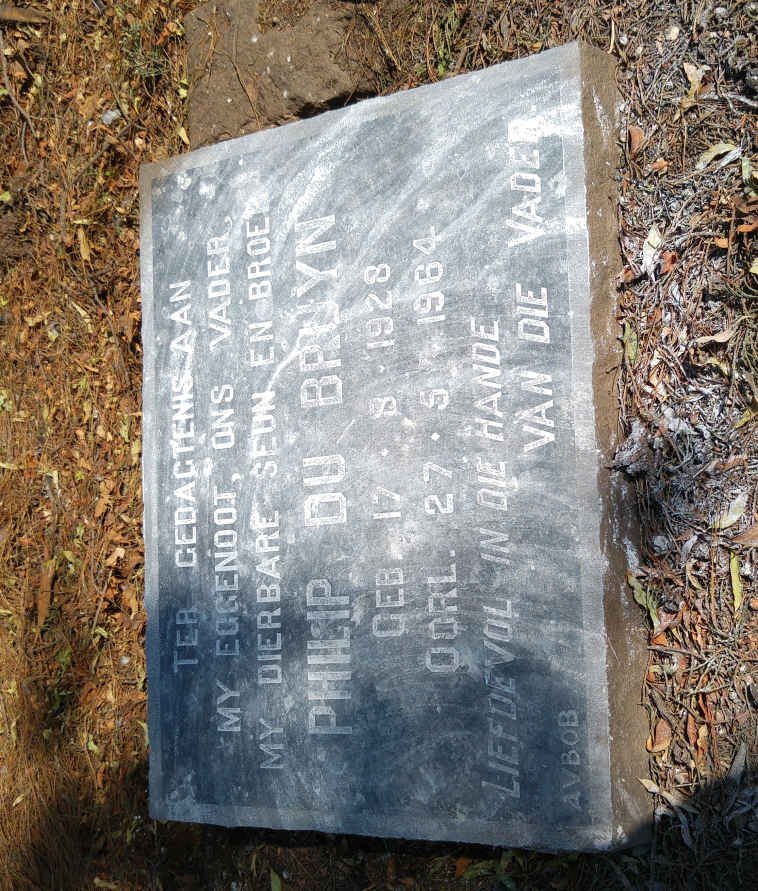 TER GEDAGTENIS AAN
MY EGGENOOT, ONS VADER,
MY DIERBARE SEUN EN BROER
PHILIP DU BRUYN
GEB 17 · 8 · 1928
OORL. 27 · 5 · 1964
LIEFDEVOL IN DIE HANDE
VAN DIE VADER
AVBOB